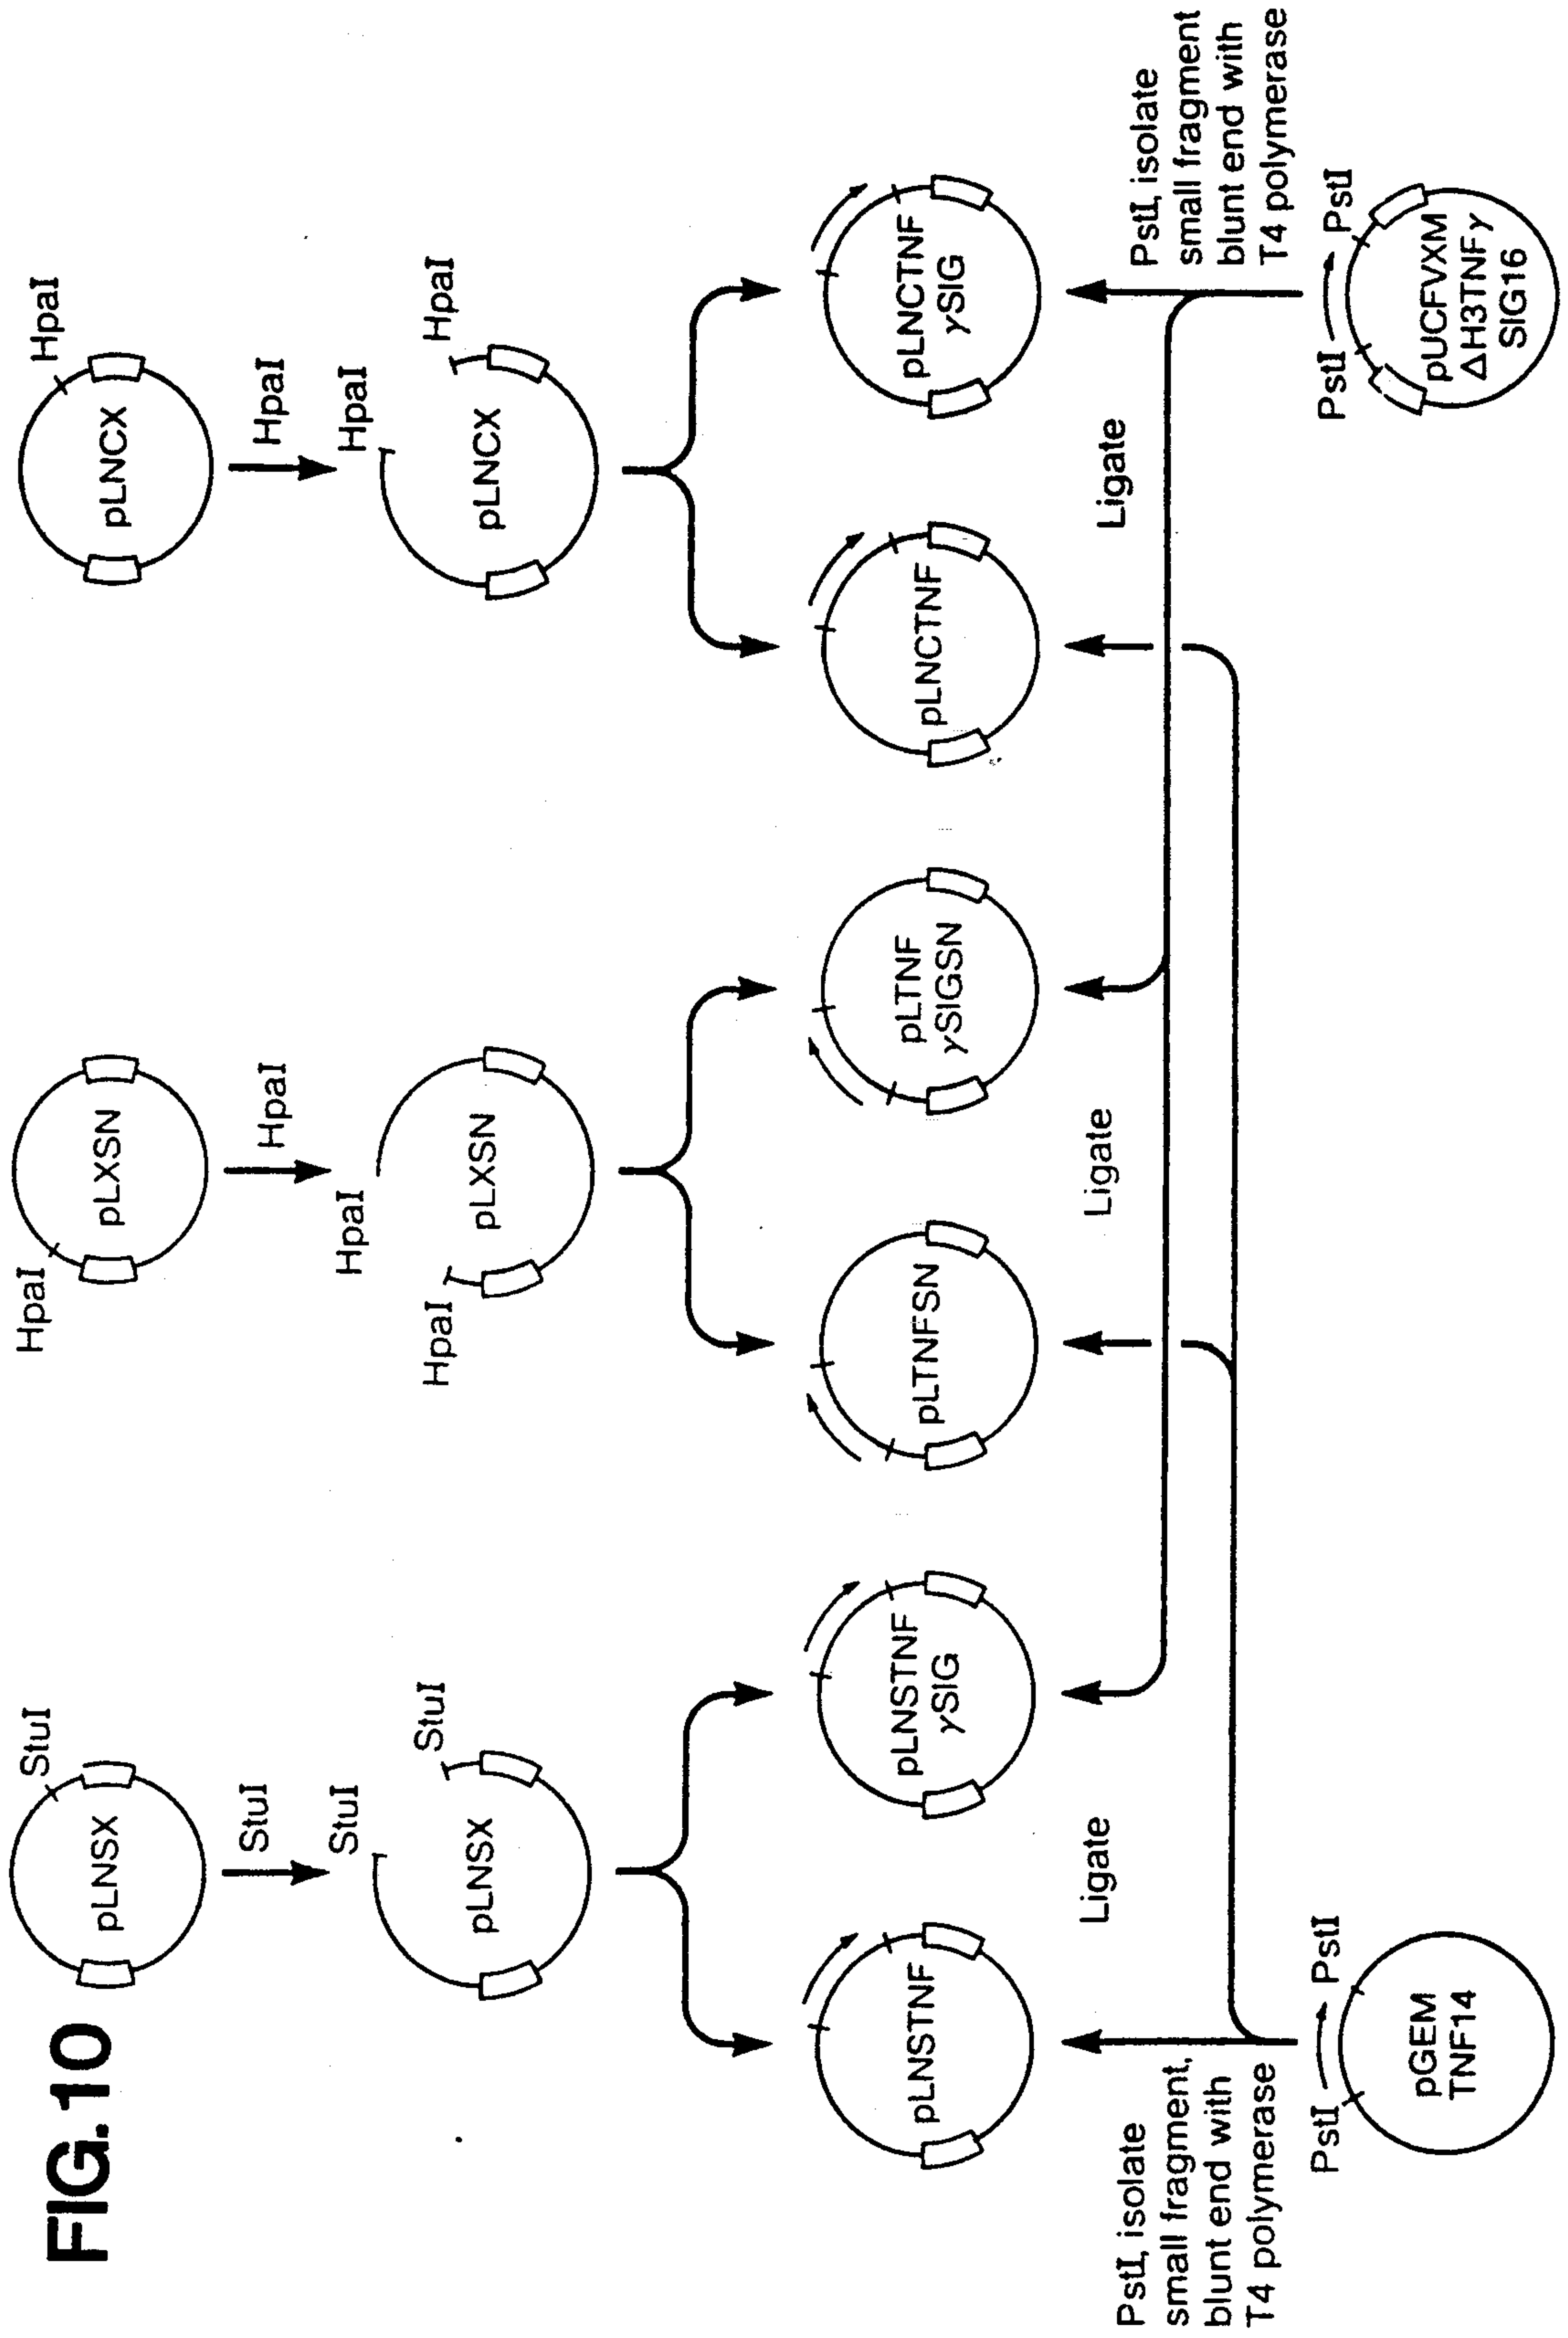 FIG.10
pLNSX
StuI
StuI
StuI
pLNSX
StuI
HpaI
pLXSN
HpaI
HpaI
HpaI
pLXSN
pLNCX
HpaI
HpaI
HpaI
pLNCX
HpaI
pLNSTNF
pLNSTNF
γSIG
pLTNFSN
pLTNF
γSIGSN
pLNCTNF
pLNCTNF
γSIG
Ligate
Ligate
Ligate
PstI, isolate
small fragment,
blunt end with
T4 polymerase
PstI
PstI
pGEM
TNF14
PstI, isolate
small fragment
blunt end with
T4 polymerase
PstI
PstI
pUCFVXM
ΔH3TNFγ
SIG16